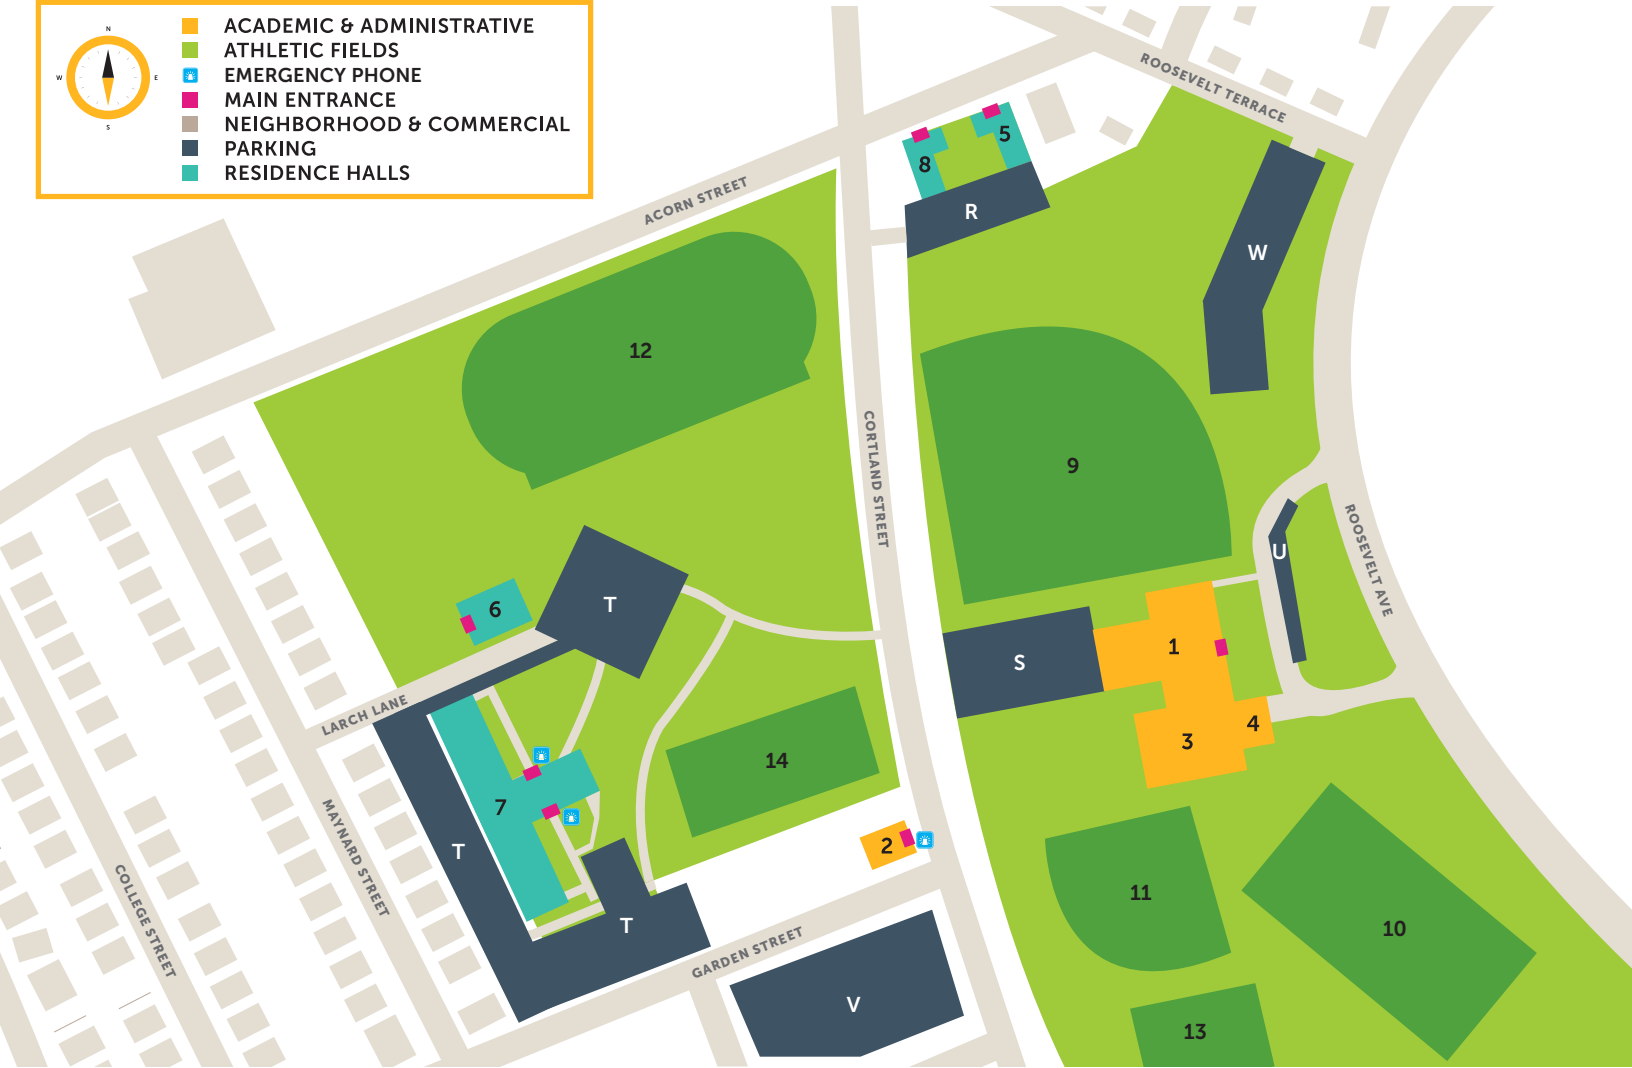 N
W
E
S
ACADEMIC & ADMINISTRATIVE
ATHLETIC FIELDS
EMERGENCY PHONE
MAIN ENTRANCE
NEIGHBORHOOD & COMMERCIAL
PARKING
RESIDENCE HALLS
ROOSEVELT TERRACE
5
8
ACORN STREET
R
W
12
CORTLAND STREET
9
ROOSEVELT AVE
U
6
T
1
S
LARCH LANE
4
3
14
7
MAYNARD STREET
2
T
COLLEGE STREET
11
T
10
GARDEN STREET
V
13